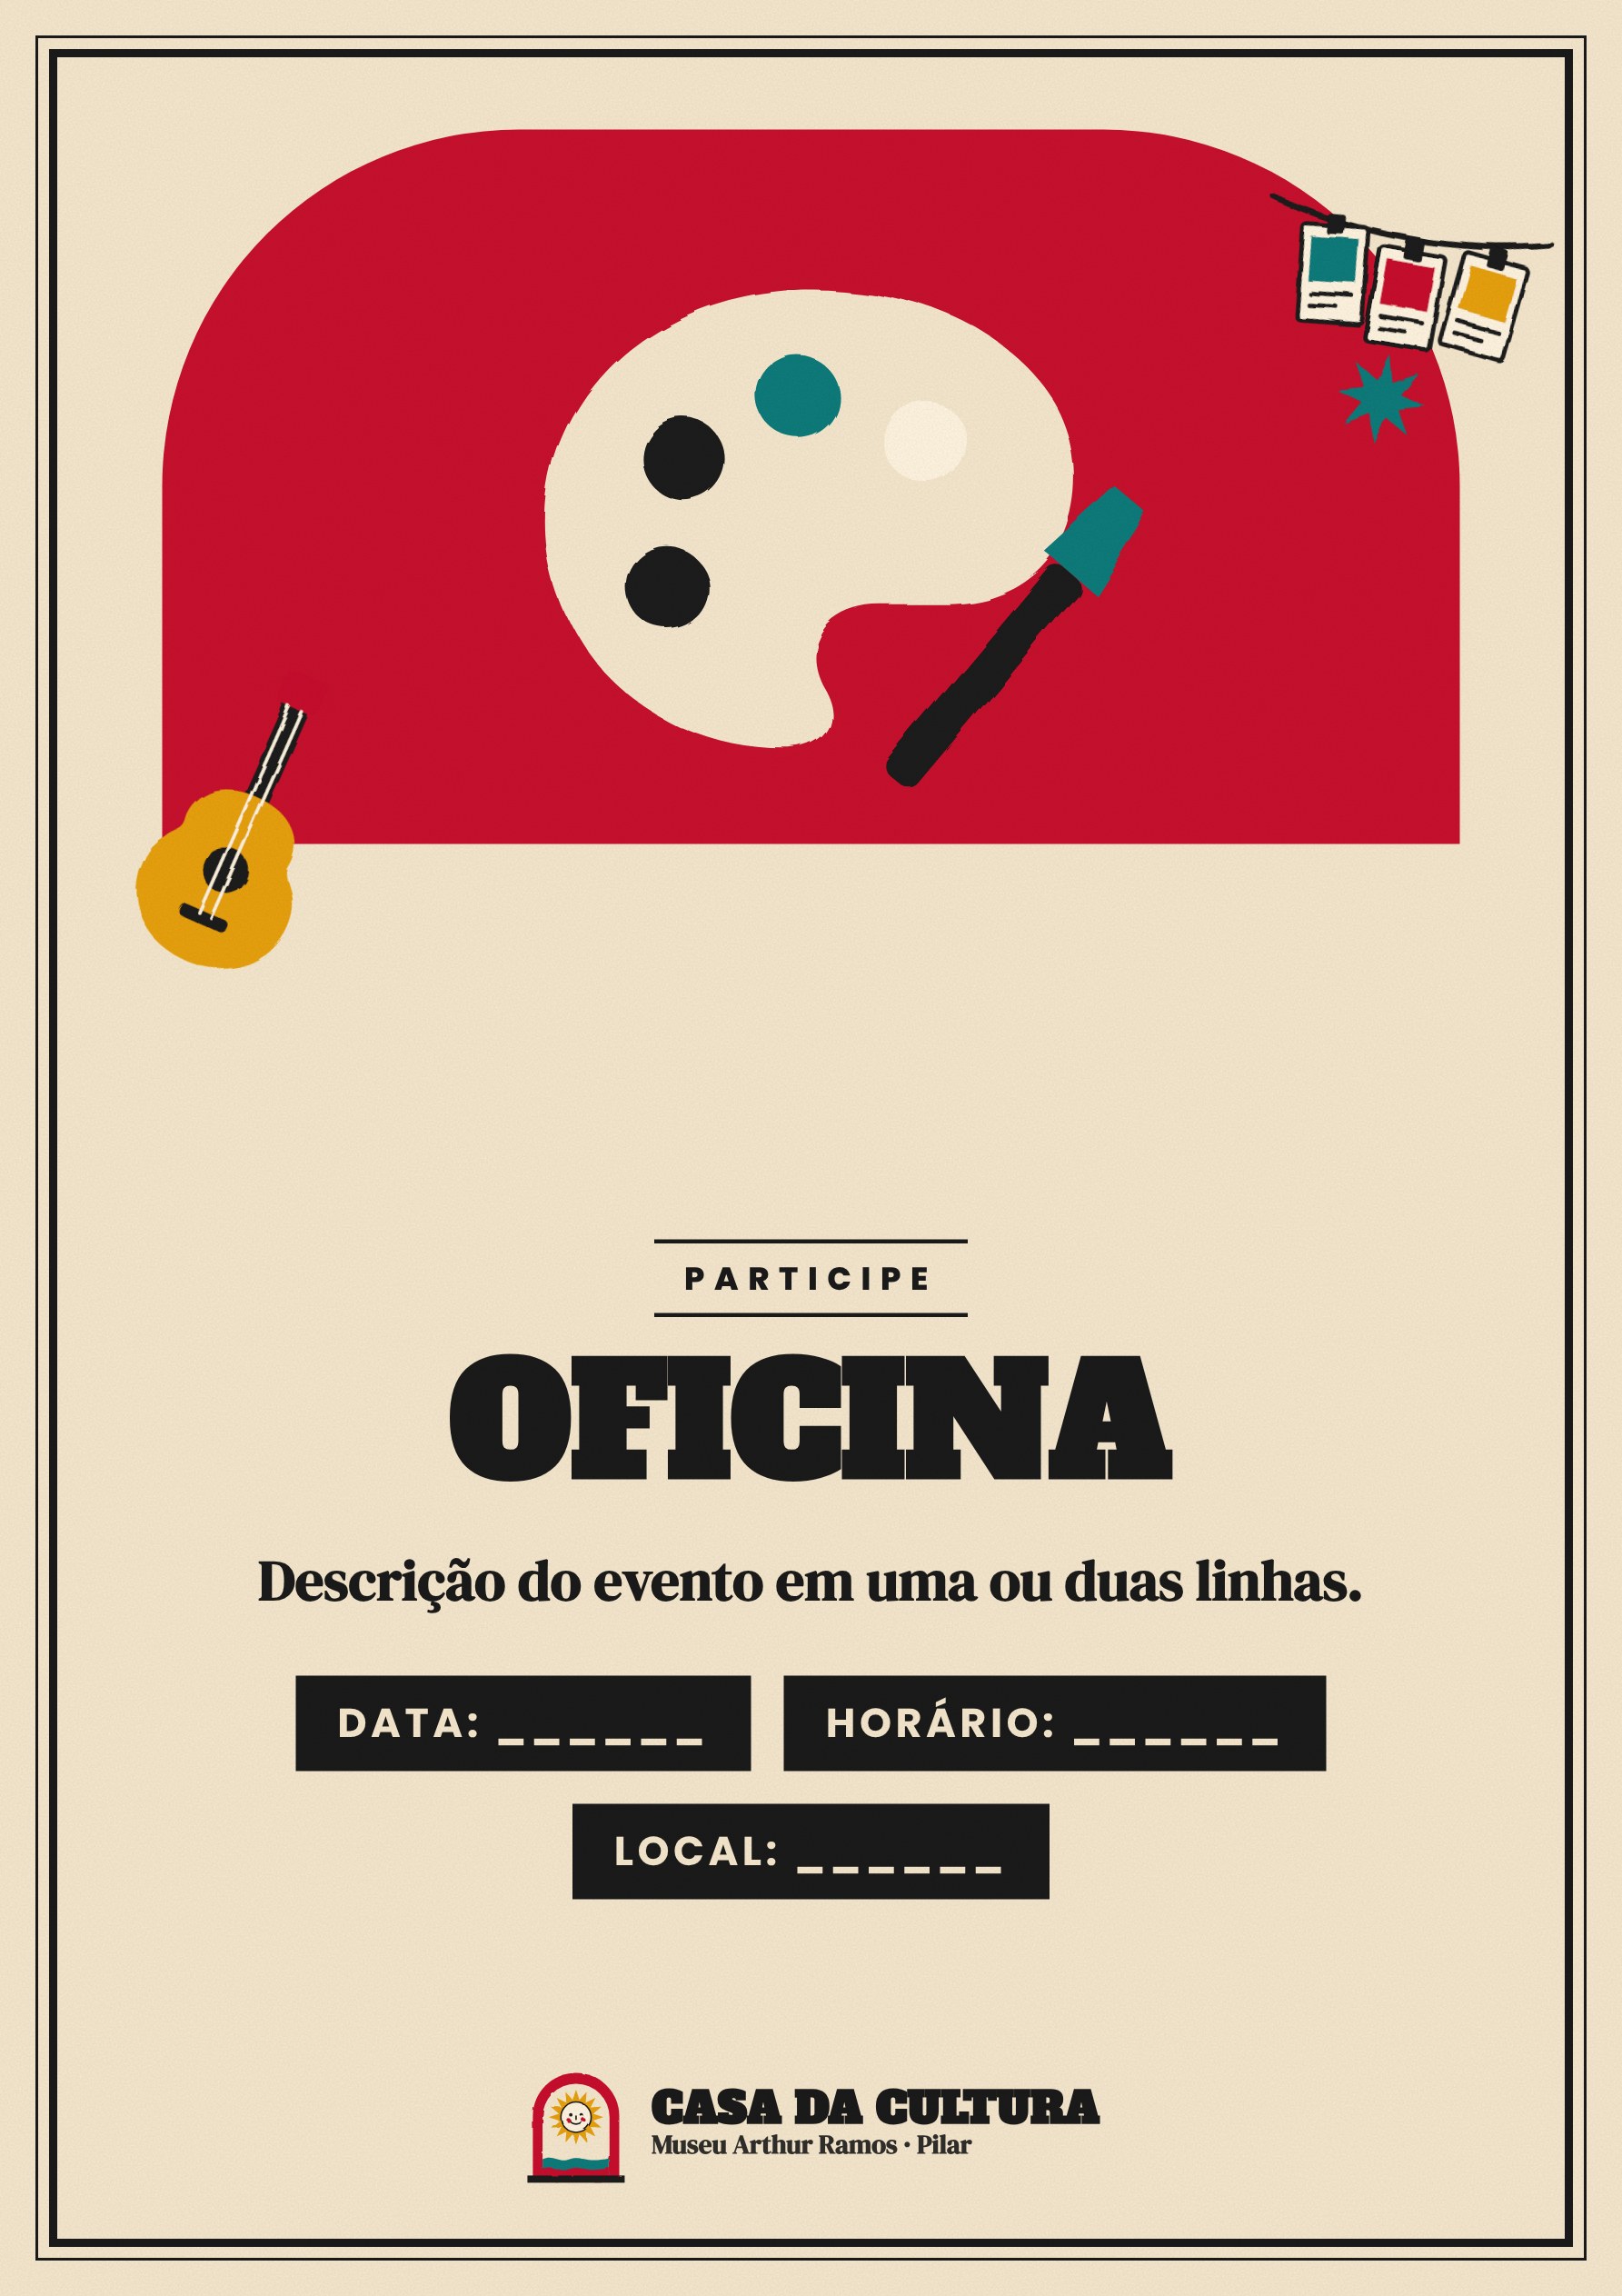 PARTICIPE
OFICINA
Descrição do evento em uma ou duas linhas.
DATA: ______ HORÁRIO: ______
LOCAL: ______
CASA DA CULTURA
Museu Arthur Ramos · Pilar